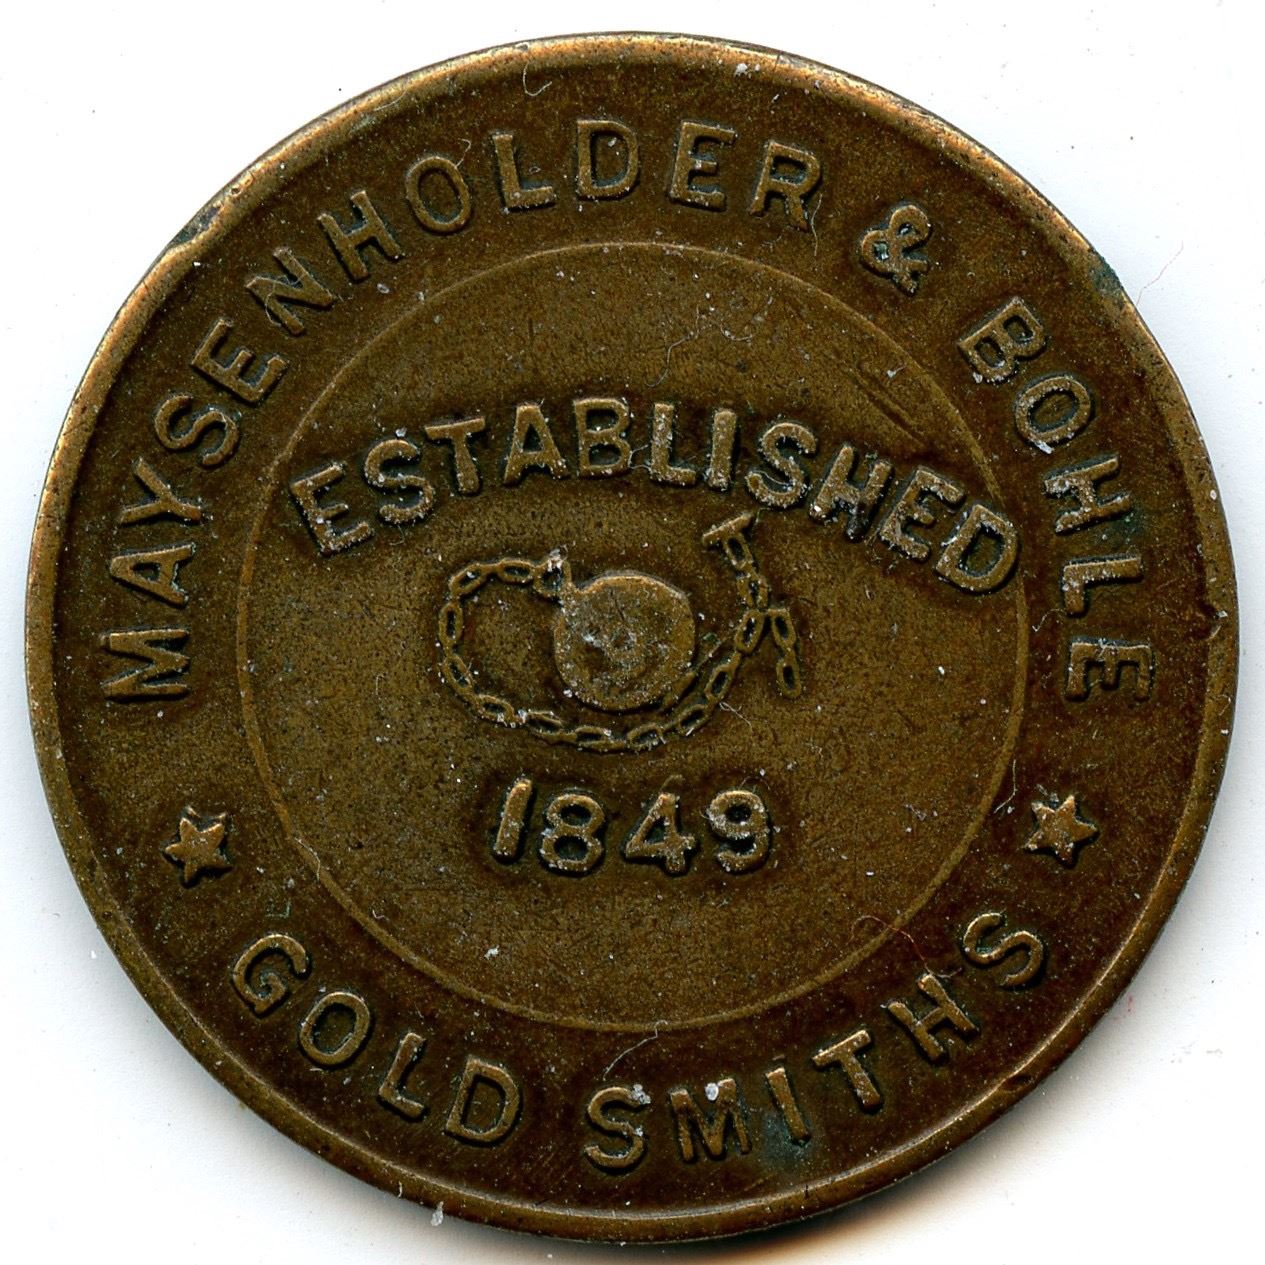 MAYSENHOLDER & BOHLE
ESTABLISHED
1849
GOLD SMITHS